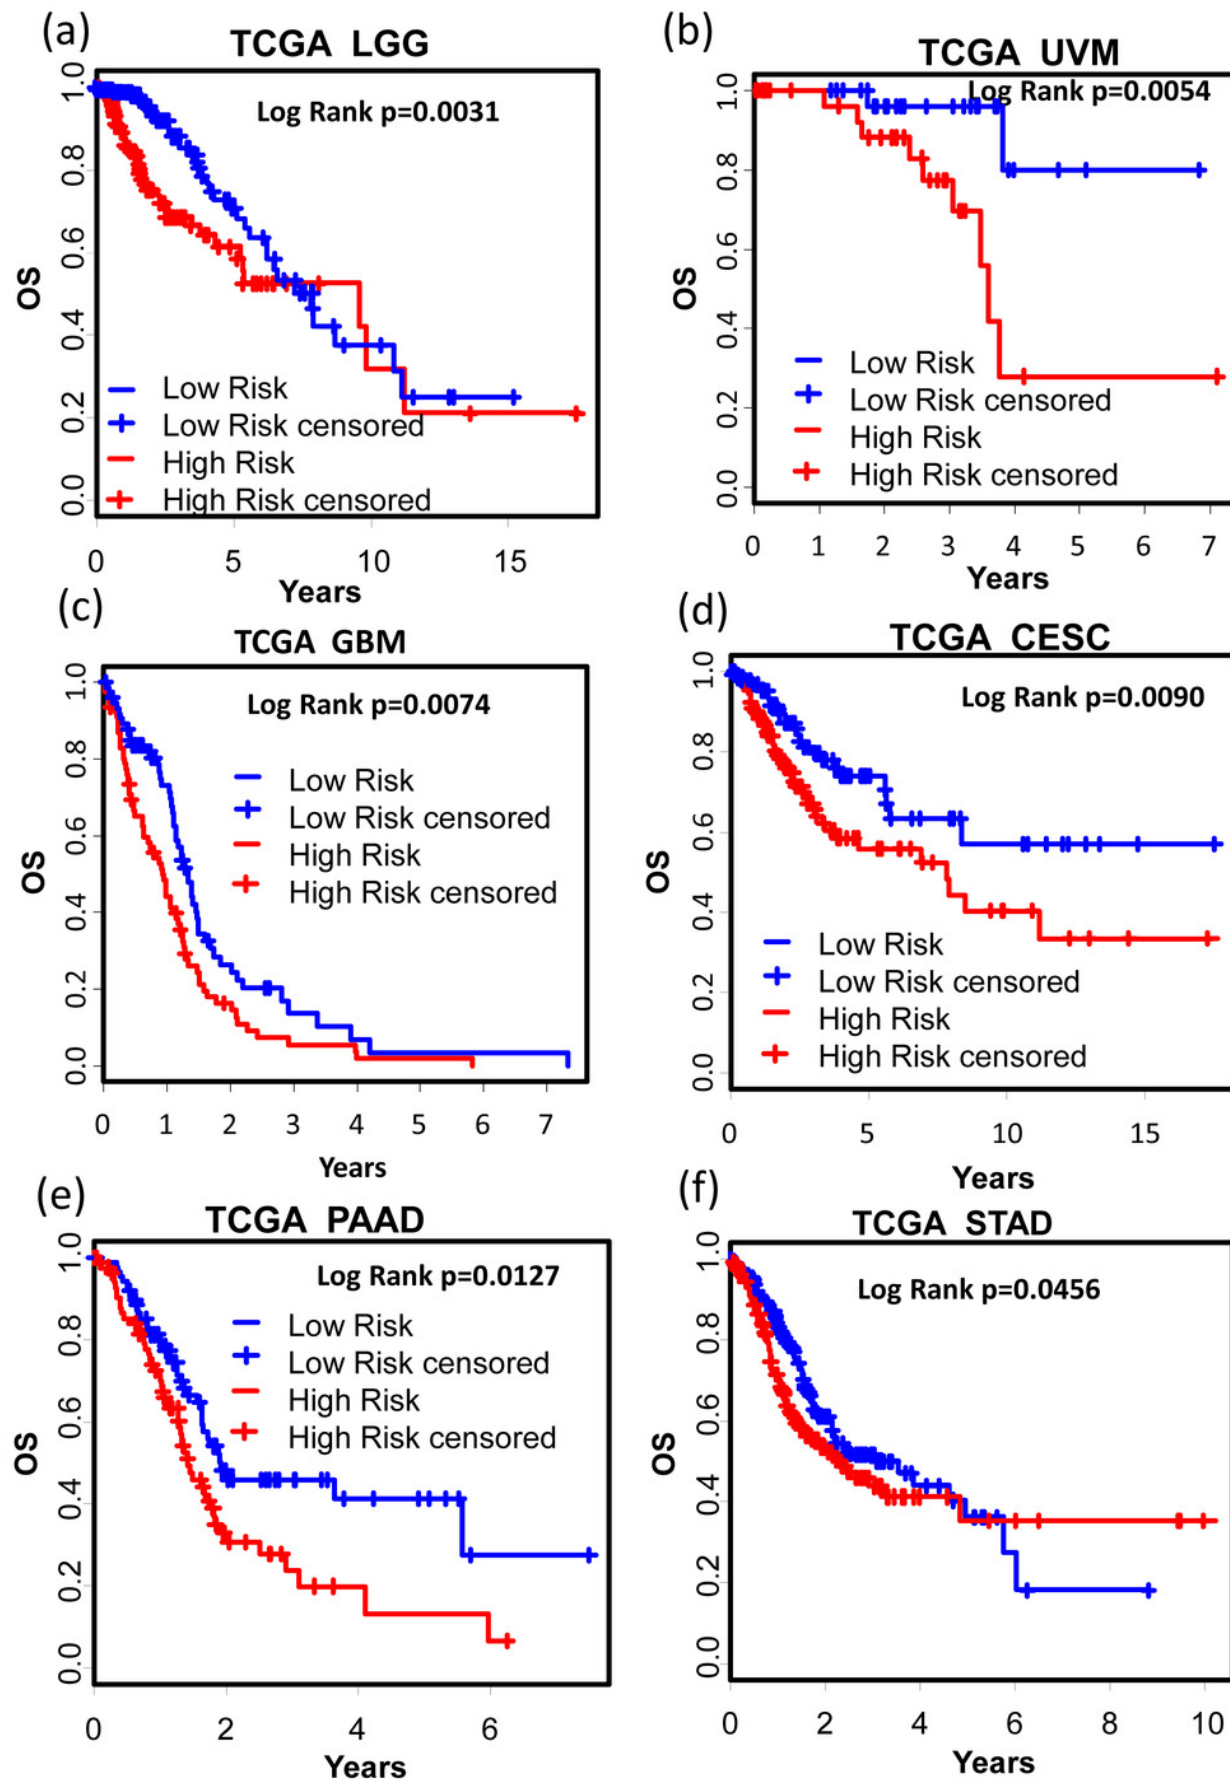 (a)
TCGA LGG
Log Rank p=0.0031
OS
1.0
0.8
0.6
0.4
0.2
0.0
Low Risk
Low Risk censored
High Risk
High Risk censored
0 5 10 15
Years
(b)
TCGA UVM
Log Rank p=0.0054
OS
1.0
0.8
0.6
0.4
0.2
0.0
Low Risk
Low Risk censored
High Risk
High Risk censored
0 1 2 3 4 5 6 7
Years
(c)
TCGA GBM
Log Rank p=0.0074
OS
1.0
0.8
0.6
0.4
0.2
0.0
Low Risk
Low Risk censored
High Risk
High Risk censored
0 1 2 3 4 5 6 7
Years
(d)
TCGA CESC
Log Rank p=0.0090
OS
1.0
0.8
0.6
0.4
0.2
0.0
Low Risk
Low Risk censored
High Risk
High Risk censored
0 5 10 15
Years
(e)
TCGA PAAD
Log Rank p=0.0127
OS
1.0
0.8
0.6
0.4
0.2
0.0
Low Risk
Low Risk censored
High Risk
High Risk censored
0 2 4 6
Years
(f)
TCGA STAD
Log Rank p=0.0456
OS
1.0
0.8
0.6
0.4
0.2
0.0
0 2 4 6 8 10
Years